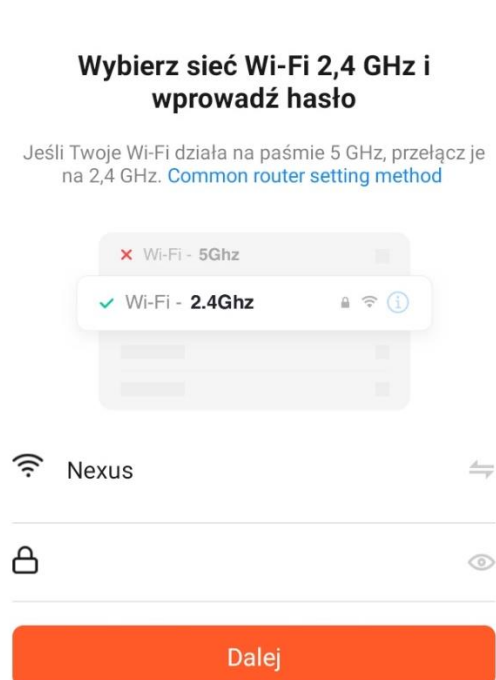 Wybierz sieć Wi-Fi 2,4 GHz i
wprowadź hasło
Jeśli Twoje Wi-Fi działa na paśmie 5 GHz, przełącz je
na 2,4 GHz. Common router setting method
Wi-Fi - 5Ghz
Wi-Fi - 2.4Ghz
Nexus
Dalej